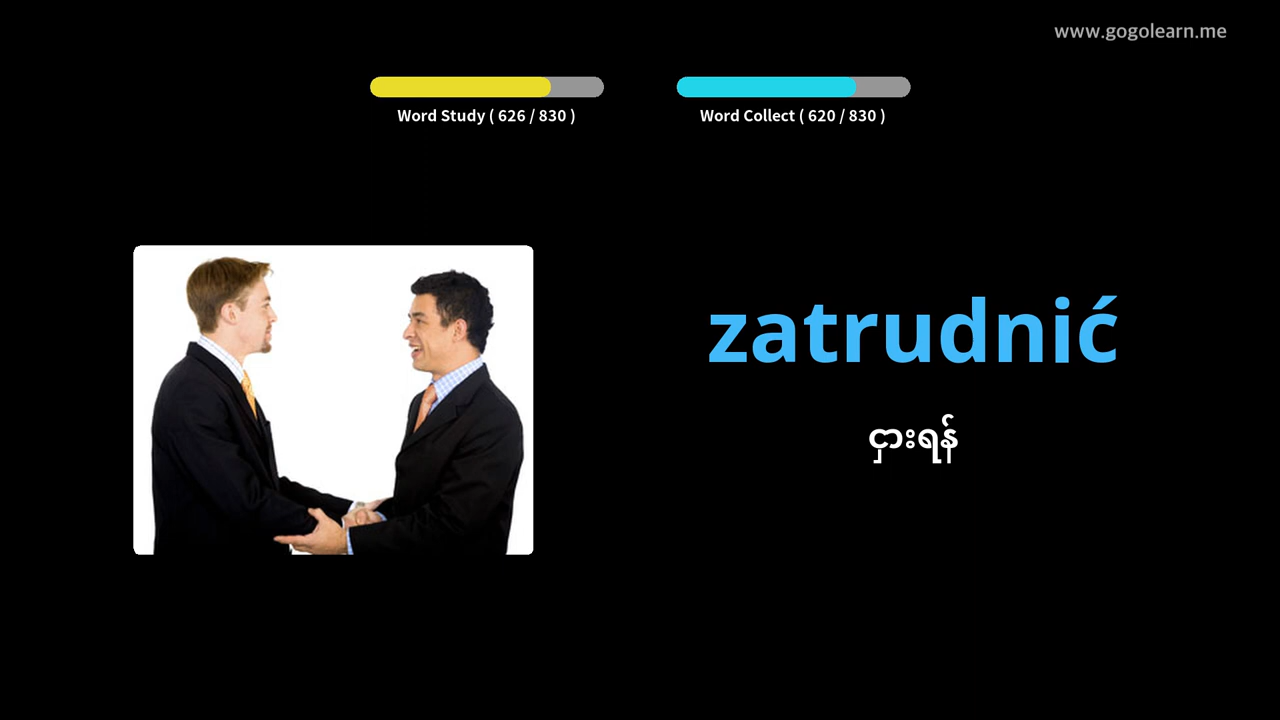 www.gogolearn.me
Word Study ( 626 / 830 )
Word Collect ( 620 / 830 )
zatrudnić
ငှားရန်